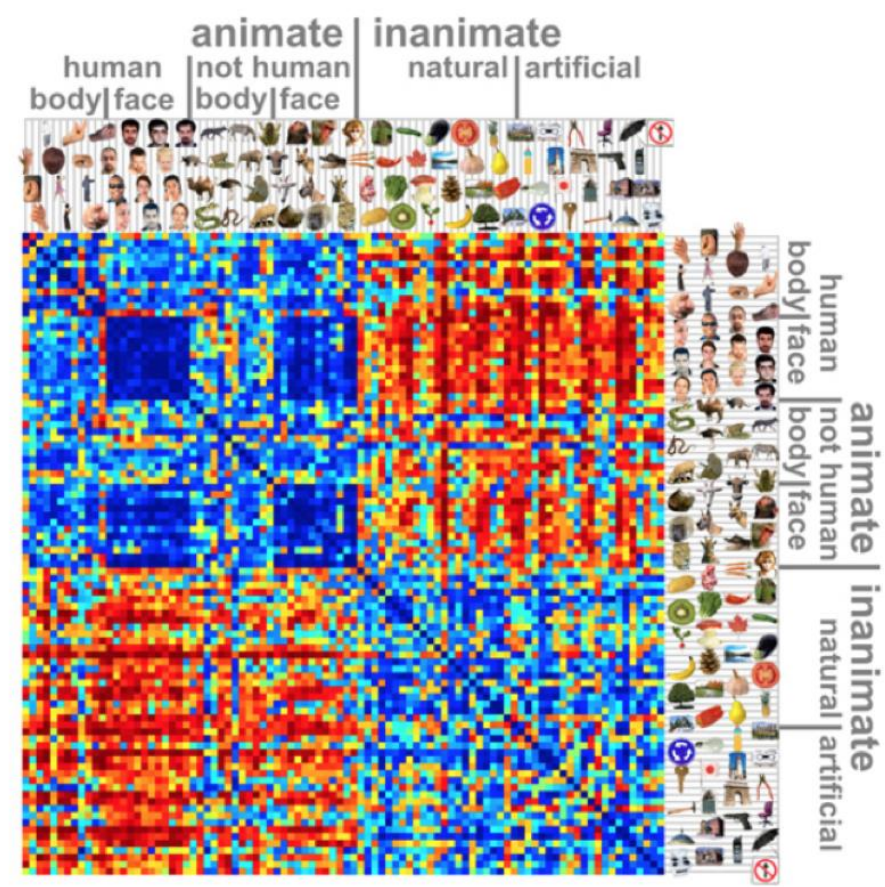 animate | inanimate
human | not human | natural | artificial
body | face | body | face
body | face | body | face
human | not human | natural | artificial
animate | inanimate